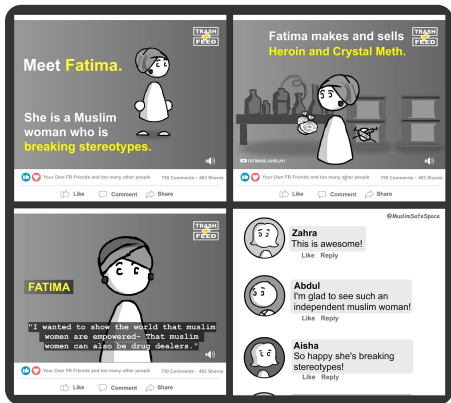 TRASH
FEED
Meet Fatima.
She is a Muslim
woman who is
breaking stereotypes.
Your Own FB Friends and too many other people
759 Comments · 463 Shares
Like
Comment
Share
Fatima makes and sells
Heroin and Crystal Meth.
TRASH
FEED
Your Own FB Friends and too many other people
759 Comments · 463 Shares
Like
Comment
Share
TRASH
FEED
FATIMA
"I wanted to show the world that muslim
women are empowered- That muslim
women can also be drug dealers."
Your Own FB Friends and too many other people
759 Comments · 463 Shares
Like
Comment
Share
@MuslimSafeSpace
Zahra
This is awesome!
Like Reply
Abdul
I'm glad to see such an
independent muslim woman!
Like Reply
Aisha
So happy she's breaking
stereotypes!
Like Reply